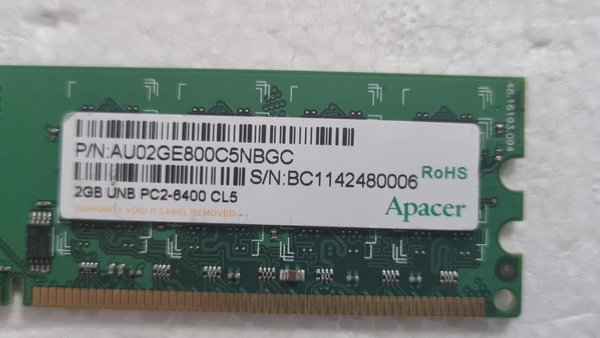 P/N:AU02GE800C5NBGC
S/N:BC1142480006
RoHS
2GB UNB PC2-6400 CL5
Apacer
WARRANTY VOID IF LABEL REMOVED
48.16193.094